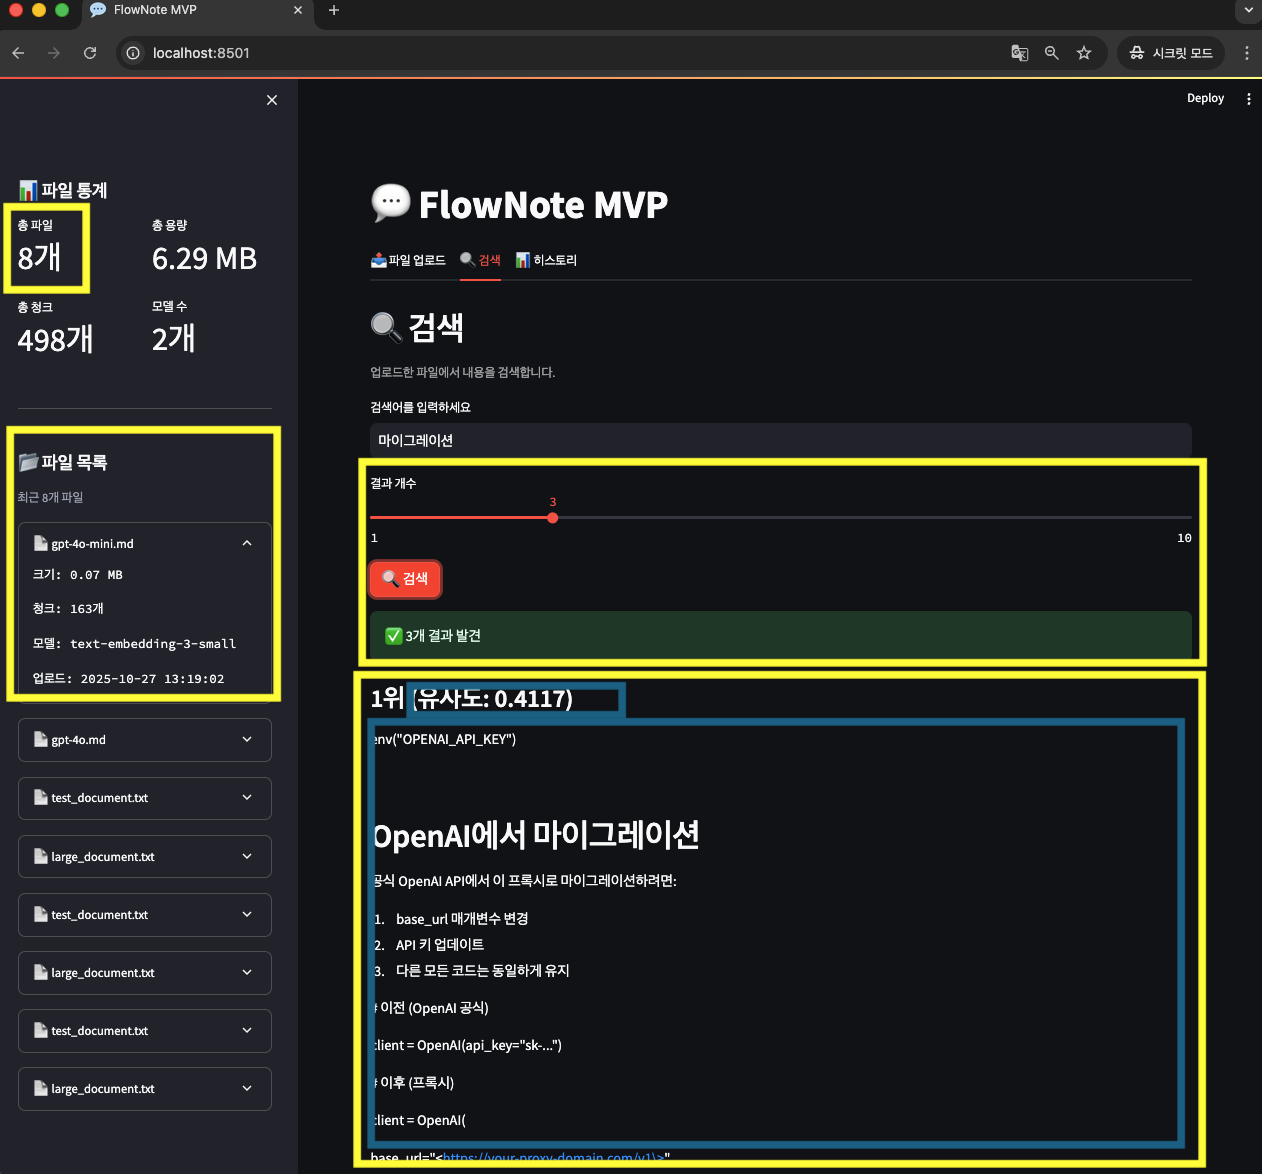 FlowNote MVP
localhost:8501
시크릿 모드
Deploy
파일 통계
총 파일
총 용량
8개
6.29 MB
총 청크
모델 수
498개
2개
파일 목록
최근 8개 파일
gpt-4o-mini.md
크기: 0.07 MB
청크: 163개
모델: text-embedding-3-small
업로드: 2025-10-27 13:19:02
gpt-4o.md
test_document.txt
large_document.txt
test_document.txt
large_document.txt
test_document.txt
large_document.txt
FlowNote MVP
파일 업로드
검색
히스토리
검색
업로드한 파일에서 내용을 검색합니다.
검색어를 입력하세요
마이그레이션
결과 개수
3
1
10
검색
3개 결과 발견
1위 (유사도: 0.4117)
env("OPENAI_API_KEY")
OpenAI에서 마이그레이션
공식 OpenAI API에서 이 프록시로 마이그레이션하려면:
1. base_url 매개변수 변경
2. API 키 업데이트
3. 다른 모든 코드는 동일하게 유지
# 이전 (OpenAI 공식)
client = OpenAI(api_key="sk-...")
# 이후 (프록시)
client = OpenAI(
base_url="<https://your-proxy-domain.com/v1\>"